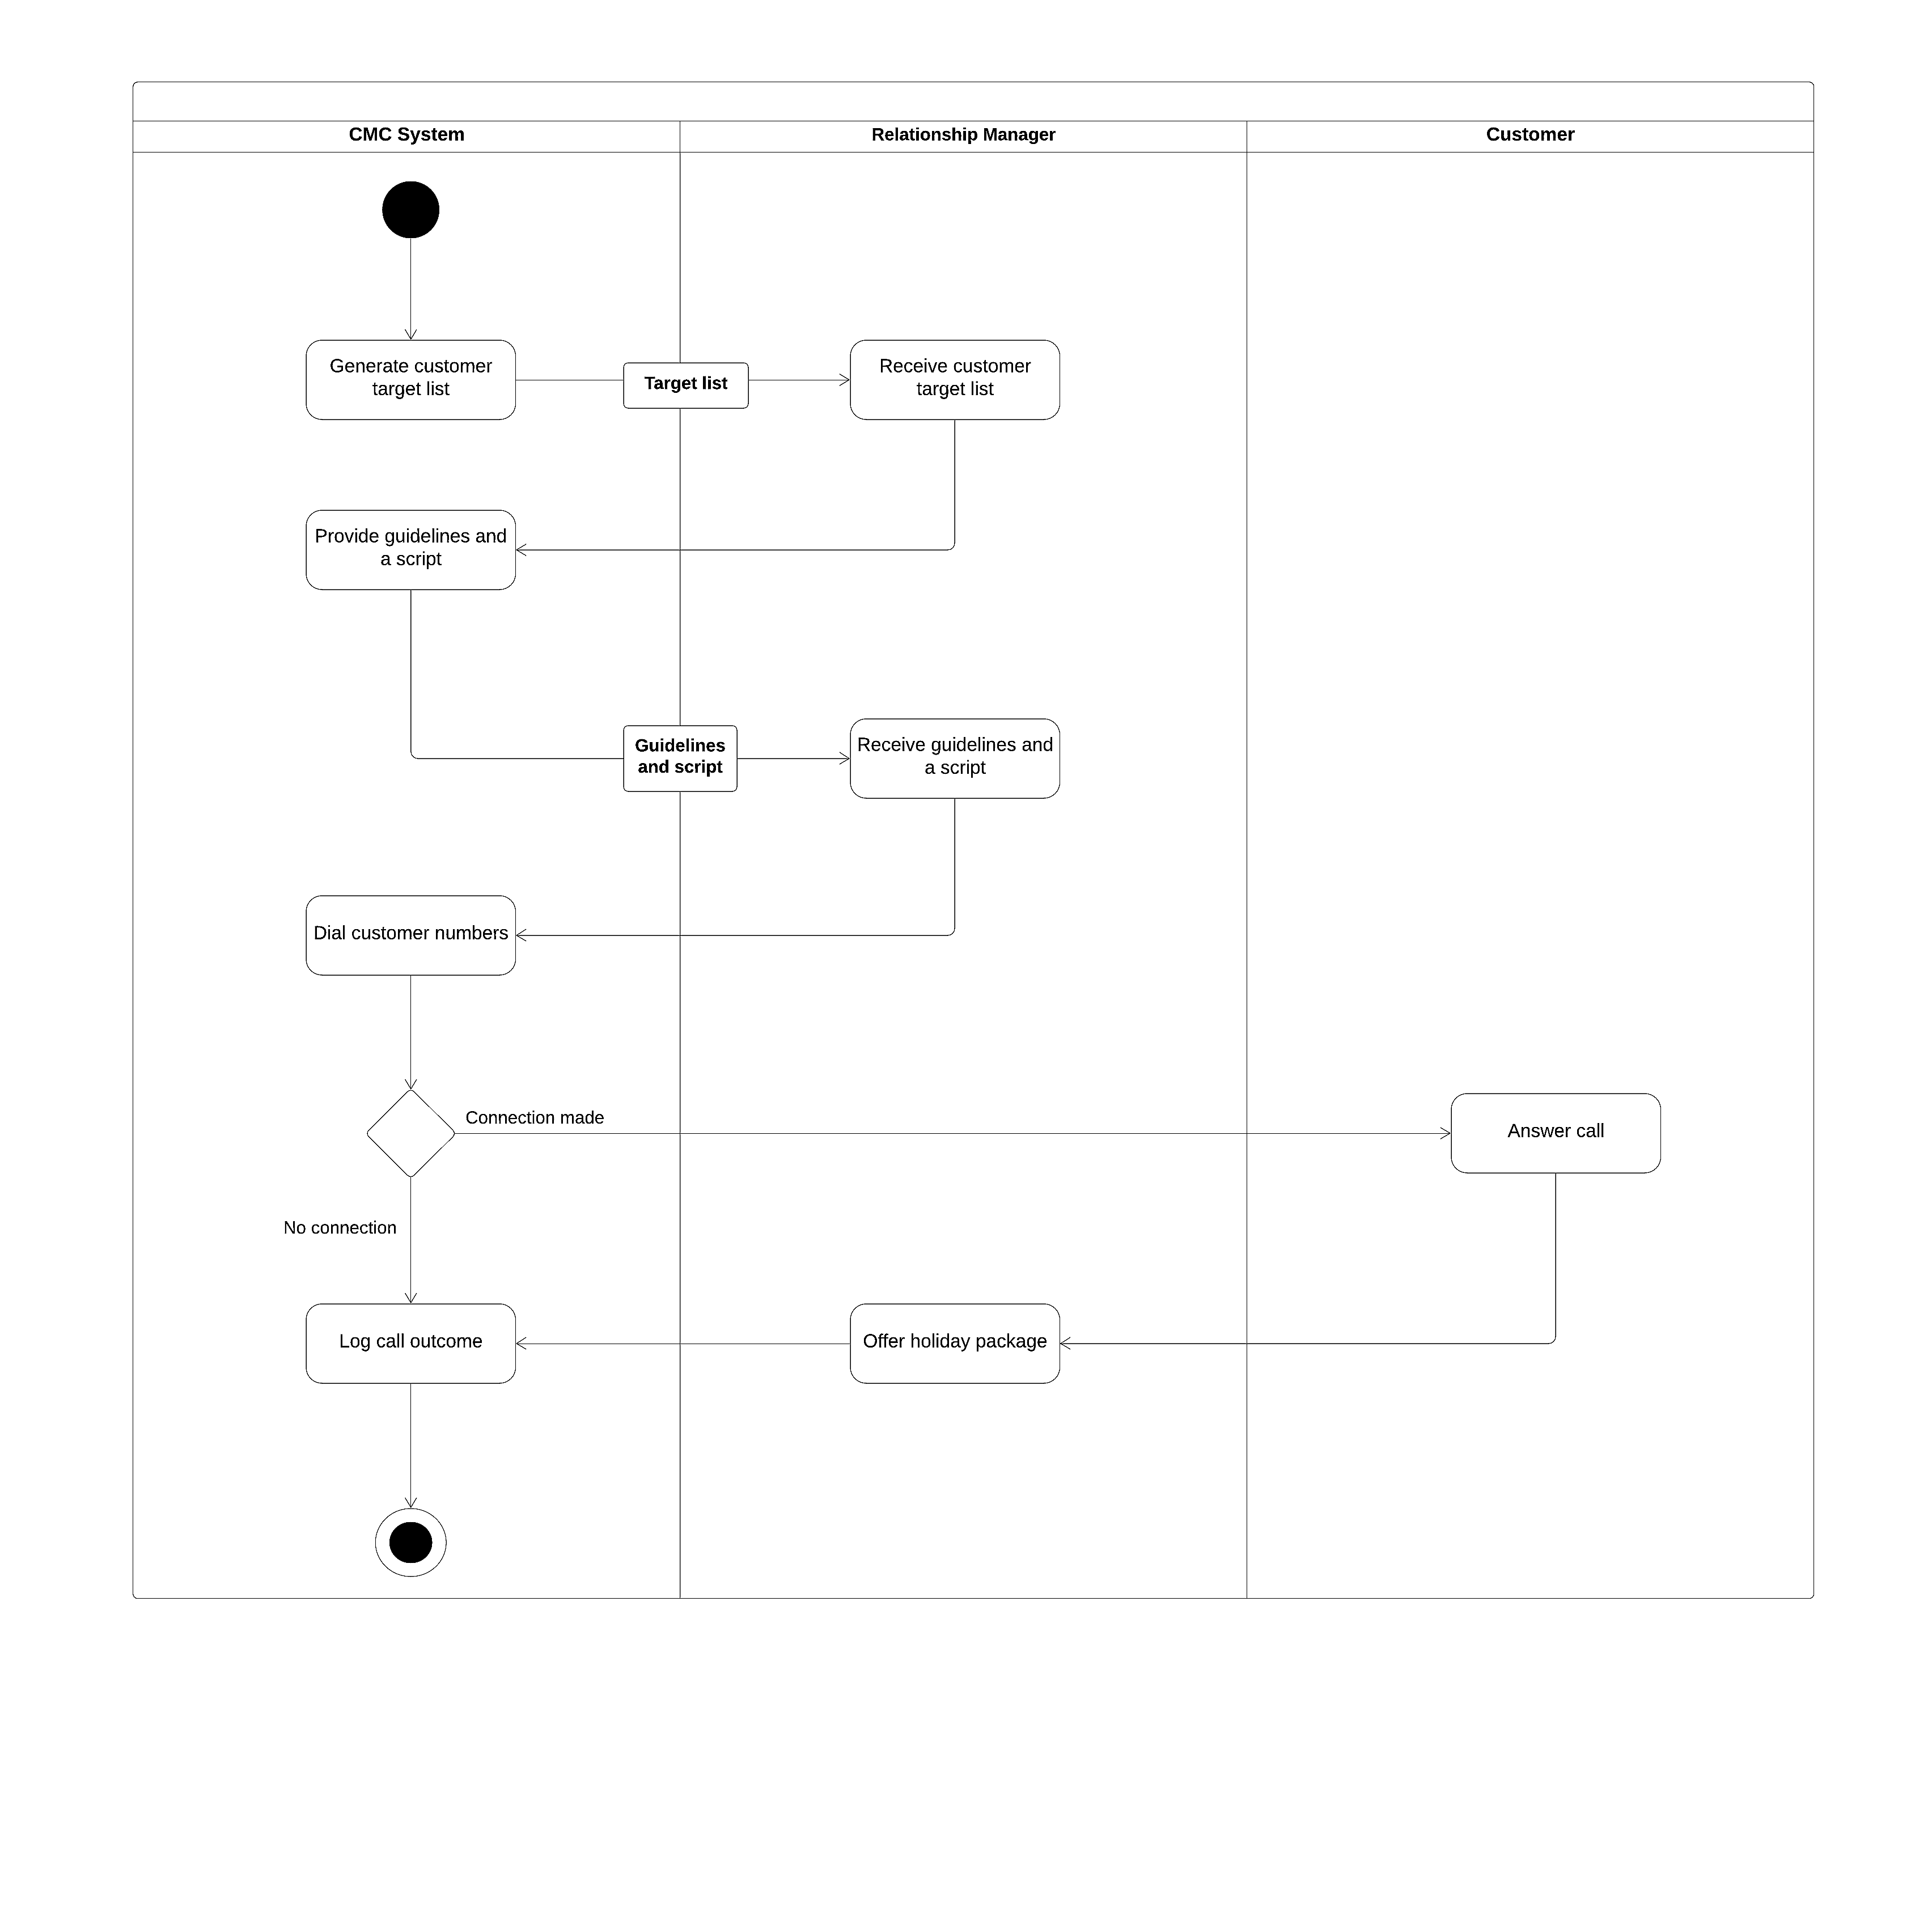 CMC System
Relationship Manager
Customer
Generate customer
target list
Target list
Receive customer
target list
Provide guidelines and
a script
Guidelines
and script
Receive guidelines and
a script
Dial customer numbers
Connection made
Answer call
No connection
Log call outcome
Offer holiday package